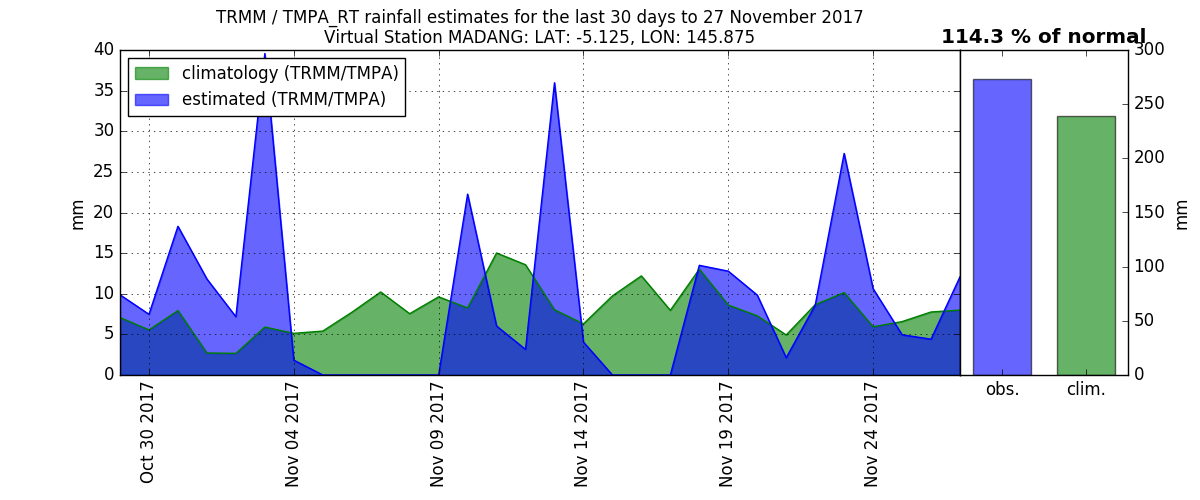 TRMM / TMPA_RT rainfall estimates for the last 30 days to 27 November 2017
Virtual Station MADANG: LAT: -5.125, LON: 145.875
114.3 % of normal
climatology (TRMM/TMPA)
estimated (TRMM/TMPA)
mm
40
35
30
25
20
15
10
5
0
Oct 30 2017
Nov 04 2017
Nov 09 2017
Nov 14 2017
Nov 19 2017
Nov 24 2017
obs.
clim.
300
250
200
150
100
50
0
mm